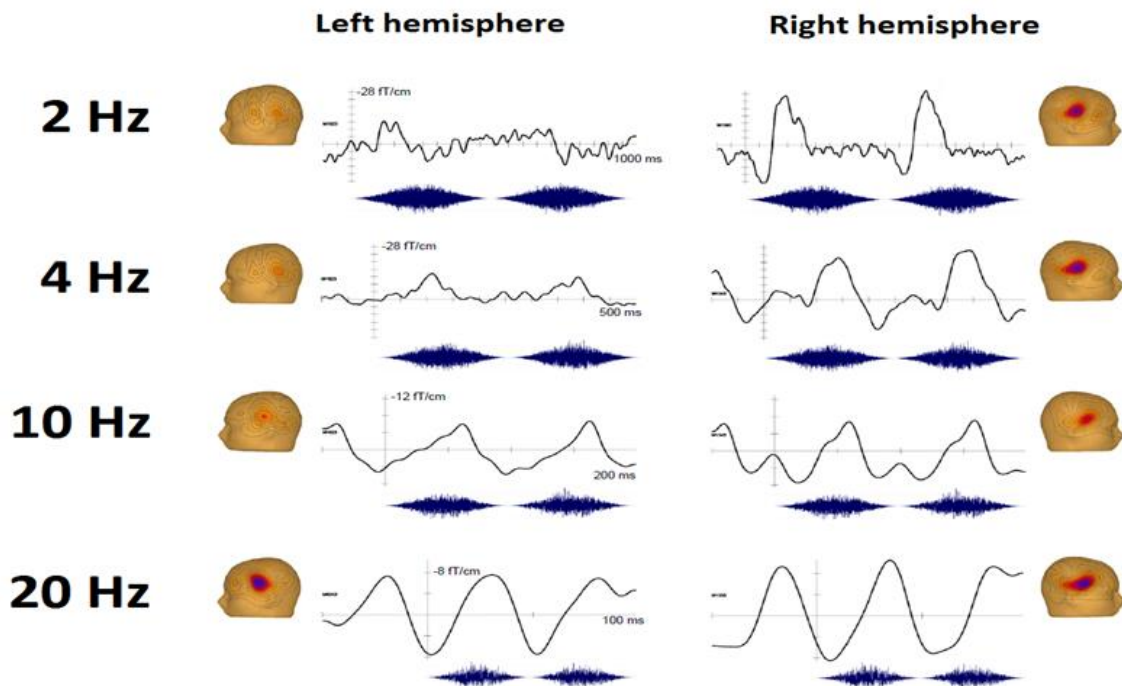 Left hemisphere
Right hemisphere
2 Hz
-28 fT/cm
1000 ms
4 Hz
-28 fT/cm
500 ms
10 Hz
-12 fT/cm
200 ms
20 Hz
-8 fT/cm
100 ms